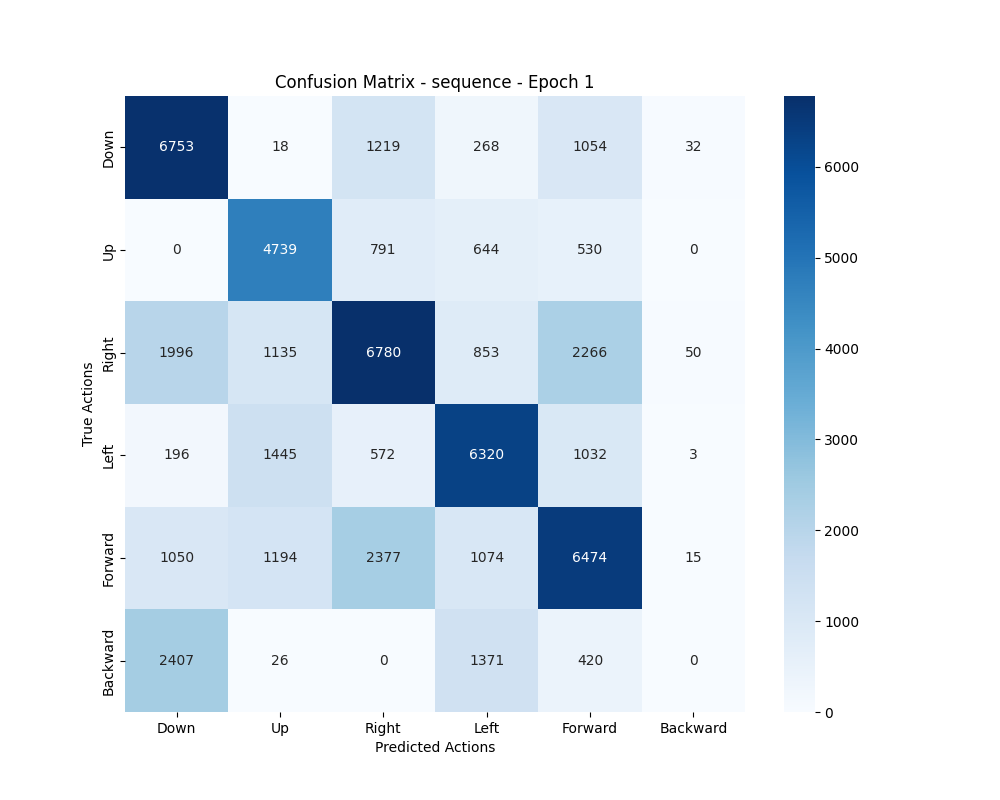 Confusion Matrix - sequence - Epoch 1
True Actions
Down 6753 18 1219 268 1054 32
Up 0 4739 791 644 530 0
Right 1996 1135 6780 853 2266 50
Left 196 1445 572 6320 1032 3
Forward 1050 1194 2377 1074 6474 15
Backward 2407 26 0 1371 420 0
Down Up Right Left Forward Backward
Predicted Actions
6000
5000
4000
3000
2000
1000
0